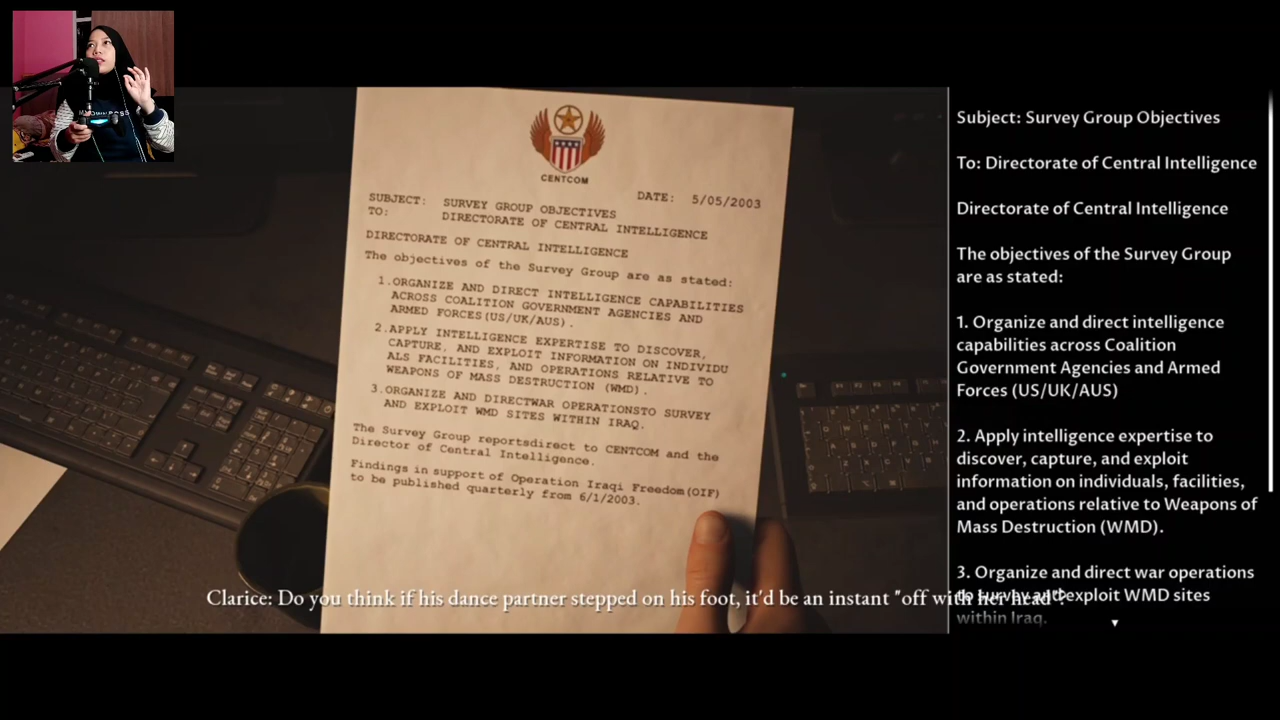 CENTCOM
DATE: 5/05/2003
SUBJECT: SURVEY GROUP OBJECTIVES
TO: DIRECTORATE OF CENTRAL INTELLIGENCE
DIRECTORATE OF CENTRAL INTELLIGENCE
The objectives of the Survey Group are as stated:
1.ORGANIZE AND DIRECT INTELLIGENCE CAPABILITIES
ACROSS COALITION GOVERNMENT AGENCIES AND
ARMED FORCES(US/UK/AUS).
2.APPLY INTELLIGENCE EXPERTISE TO DISCOVER,
CAPTURE, AND EXPLOIT INFORMATION ON INDIVIDU
ALS FACILITIES, AND OPERATIONS RELATIVE TO
WEAPONS OF MASS DESTRUCTION (WMD).
3.ORGANIZE AND DIRECTWAR OPERATIONSTO SURVEY
AND EXPLOIT WMD SITES WITHIN IRAQ.
The Survey Group reportsdirect to CENTCOM and the
Director of Central Intelligence.
Findings in support of Operation Iraqi Freedom(OIF)
to be published quarterly from 6/1/2003.
Clarice: Do you think if his dance partner stepped on his foot, it'd be an instant "off with her head"?
Subject: Survey Group Objectives
To: Directorate of Central Intelligence
Directorate of Central Intelligence
The objectives of the Survey Group
are as stated:
1. Organize and direct intelligence
capabilities across Coalition
Government Agencies and Armed
Forces (US/UK/AUS)
2. Apply intelligence expertise to
discover, capture, and exploit
information on individuals, facilities,
and operations relative to Weapons of
Mass Destruction (WMD).
3. Organize and direct war operations
to survey and exploit WMD sites
within Iraq.